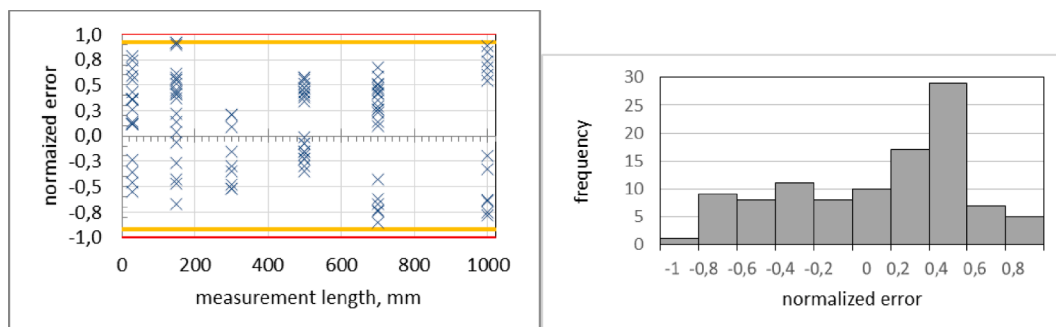 normaized error
1,0
0,8
0,5
0,3
0,0
-0,3
-0,5
-0,8
-1,0
0 200 400 600 800 1000
measurement length, mm
frequency
30
25
20
15
10
5
0
-1 -0,8 -0,6 -0,4 -0,2 0 0,2 0,4 0,6 0,8
normalized error